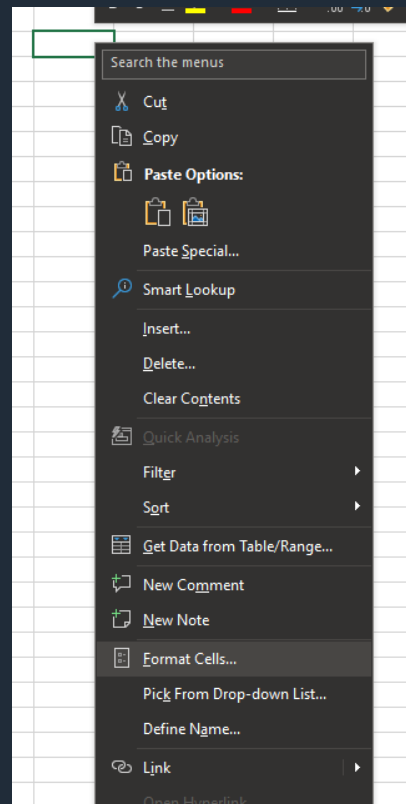 Search the menus
Cut
Copy
Paste Options:
Paste Special...
Smart Lookup
Insert...
Delete...
Clear Contents
Quick Analysis
Filter
Sort
Get Data from Table/Range...
New Comment
New Note
Format Cells...
Pick From Drop-down List...
Define Name...
Link
Open Hyperlink